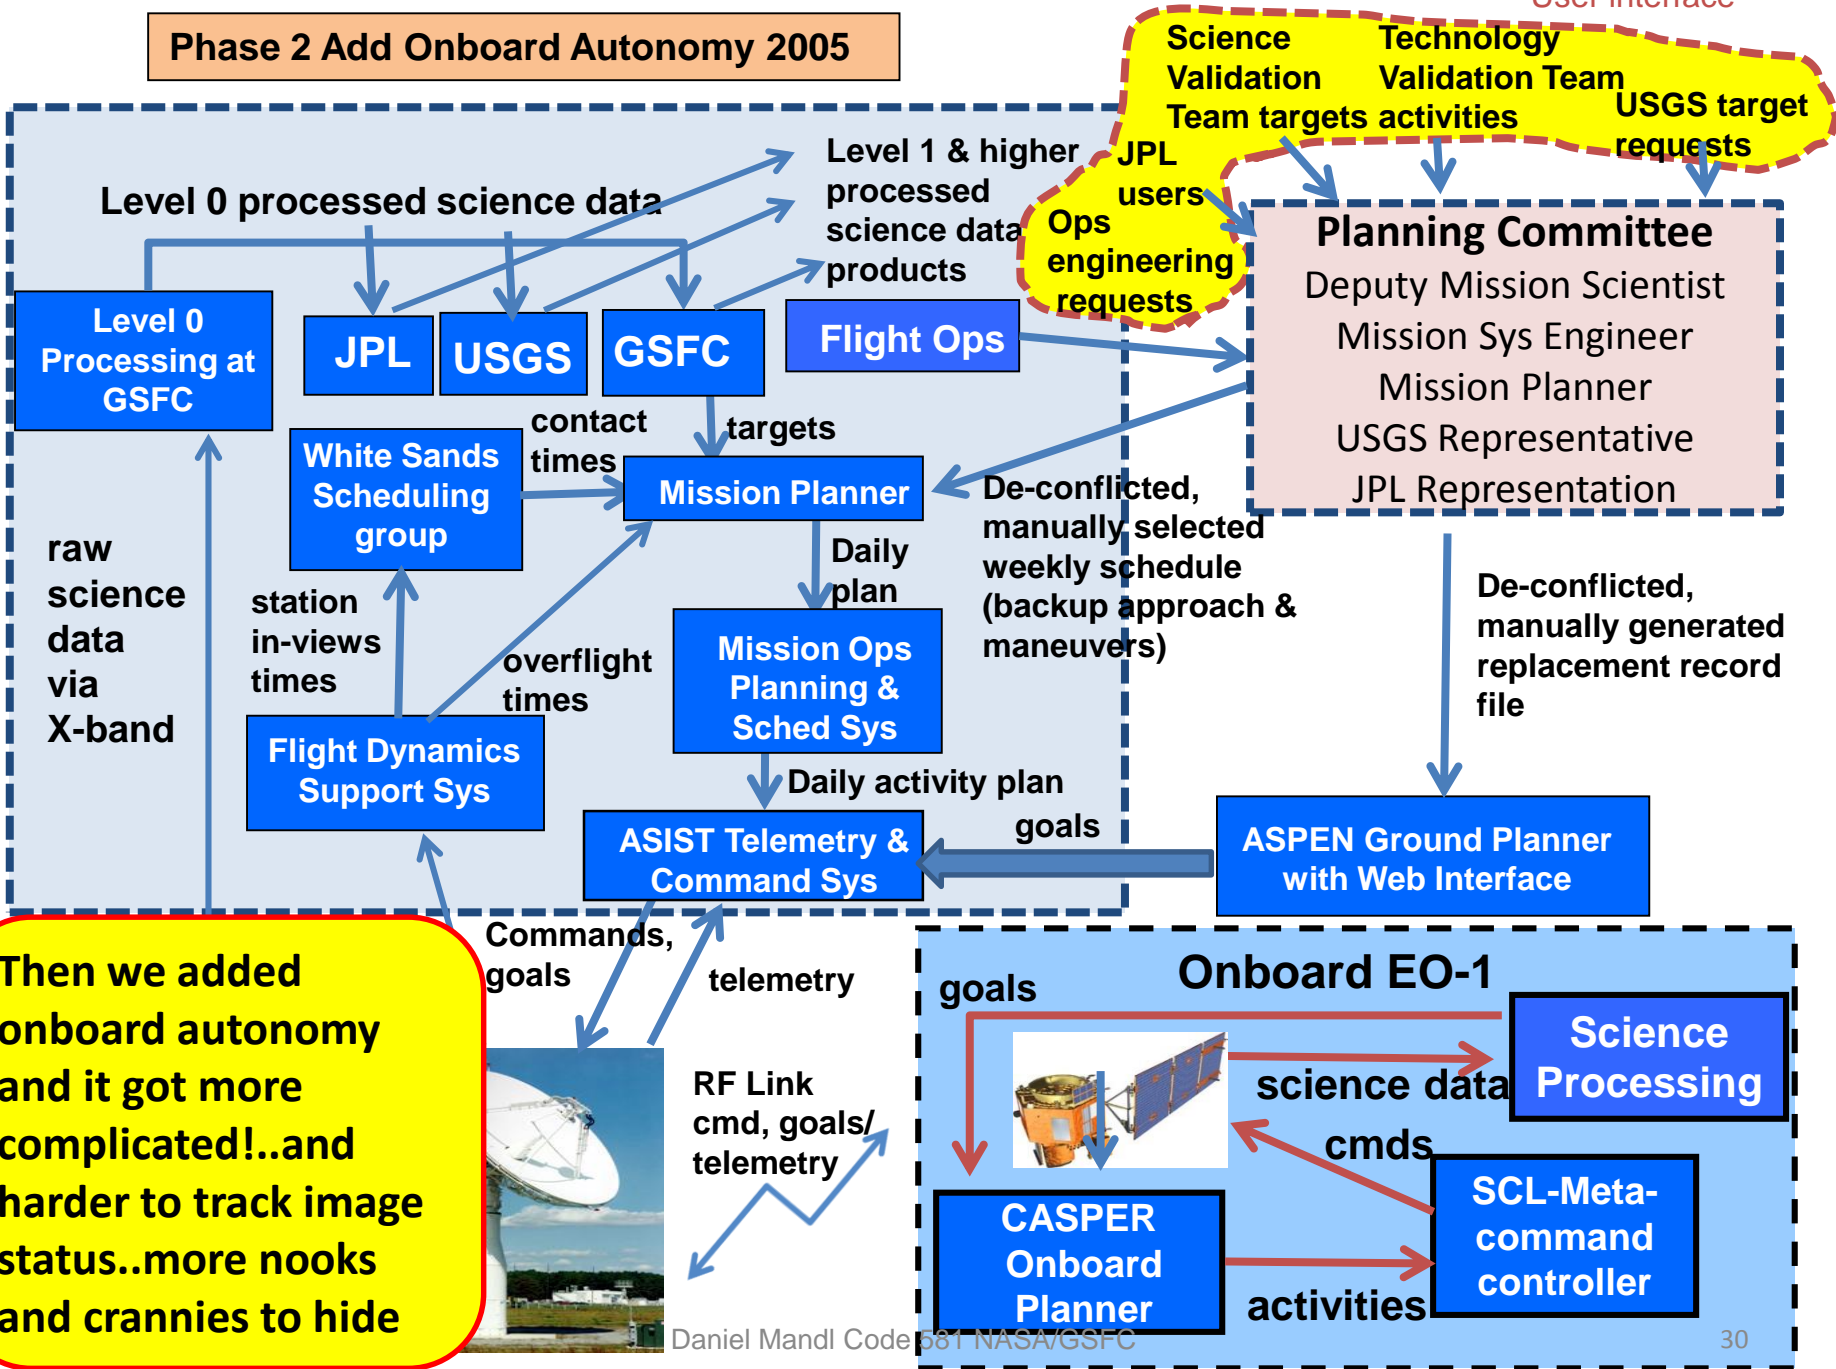 User Interface
Phase 2 Add Onboard Autonomy 2005
Science
Validation
Team targets
Technology
Validation Team
activities
USGS target
requests
JPL
users
Ops
engineering
requests
Level 1 & higher
processed
science data
products
Level 0 processed science data
Planning Committee
Deputy Mission Scientist
Mission Sys Engineer
Mission Planner
USGS Representative
JPL Representation
Level 0
Processing at
GSFC
JPL
USGS
GSFC
Flight Ops
contact
times
targets
White Sands
Scheduling
group
Mission Planner
De-conflicted,
manually selected
weekly schedule
(backup approach &
maneuvers)
Daily
plan
raw
science
data
via
X-band
station
in-views
times
overflight
times
Mission Ops
Planning &
Sched Sys
De-conflicted,
manually generated
replacement record
file
Flight Dynamics
Support Sys
Daily activity plan
ASIST Telemetry &
Command Sys
goals
ASPEN Ground Planner
with Web Interface
Then we added
onboard autonomy
and it got more
complicated!..and
harder to track image
status..more nooks
and crannies to hide
Commands,
goals
telemetry
RF Link
cmd, goals/
telemetry
Onboard EO-1
goals
Science
Processing
science data
cmds
SCL-Meta-
command
controller
CASPER
Onboard
Planner
activities
Daniel Mandl Code 581 NASA/GSFC
30